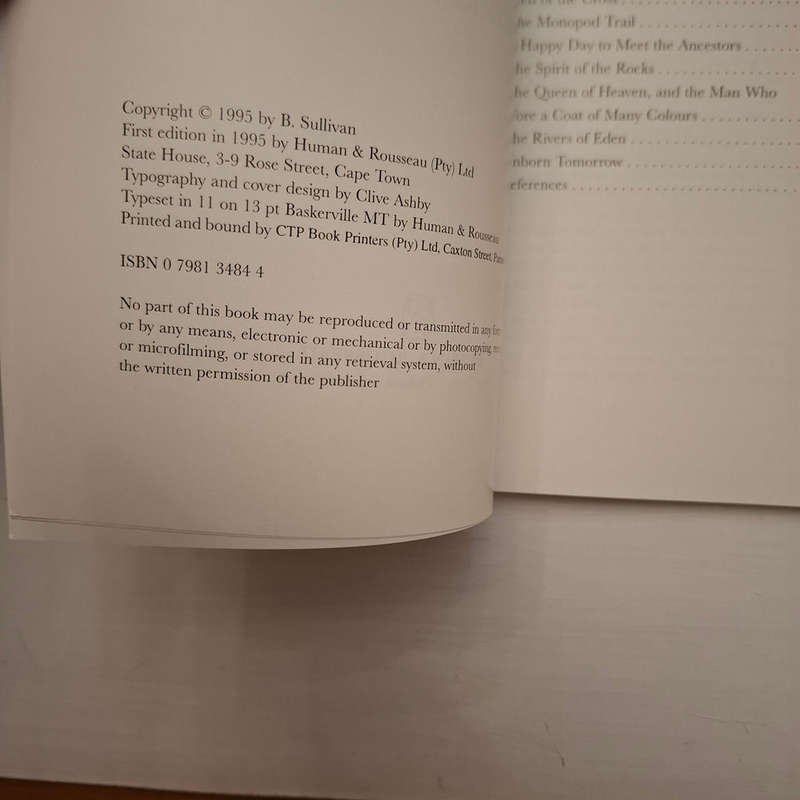 Copyright © 1995 by B. Sullivan
First edition in 1995 by Human & Rousseau (Pty) Ltd
State House, 3-9 Rose Street, Cape Town
Typography and cover design by Clive Ashby
Typeset in 11 on 13 pt Baskerville MT by Human & Rousseau
Printed and bound by CTP Book Printers (Pty) Ltd, Caxton Street,
ISBN 0 7981 3484 4
No part of this book may be reproduced or transmitted in any
or by any means, electronic or mechanical or by photocopying,
or microfilming, or stored in any retrieval system, without
the written permission of the publisher
he Monopod Trail . . . . . . . . . . . . . . . .
Happy Day to Meet the Ancestors . . . . . .
he Spirit of the Rocks . . . . . . . . . . . . . . .
he Queen of Heaven, and the Man Who
ore a Coat of Many Colours . . . . . . . . . . .
he Rivers of Eden . . . . . . . . . . . . . . . . . .
nborn Tomorrow . . . . . . . . . . . . . . . . . .
eferences . . . . . . . . . . . . . . . . . . . . . . . .